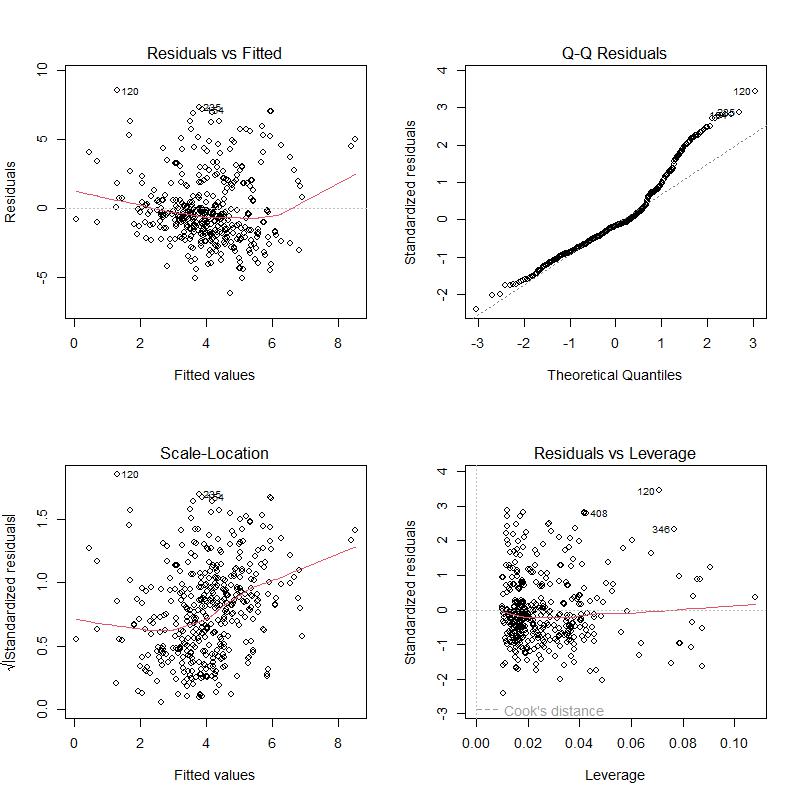 Residuals vs Fitted
Residuals
10
5
0
-5
120
235
0 2 4 6 8
Fitted values
Q-Q Residuals
Standardized residuals
4
3
2
1
0
-1
-2
120
-3 -2 -1 0 1 2 3
Theoretical Quantiles
Scale-Location
√|Standardized residuals|
1.5
1.0
0.5
0.0
120
235
0 2 4 6 8
Fitted values
Residuals vs Leverage
Standardized residuals
4
3
2
1
0
-1
-2
-3
120
408
346
Cook's distance
0.00 0.02 0.04 0.06 0.08 0.10
Leverage